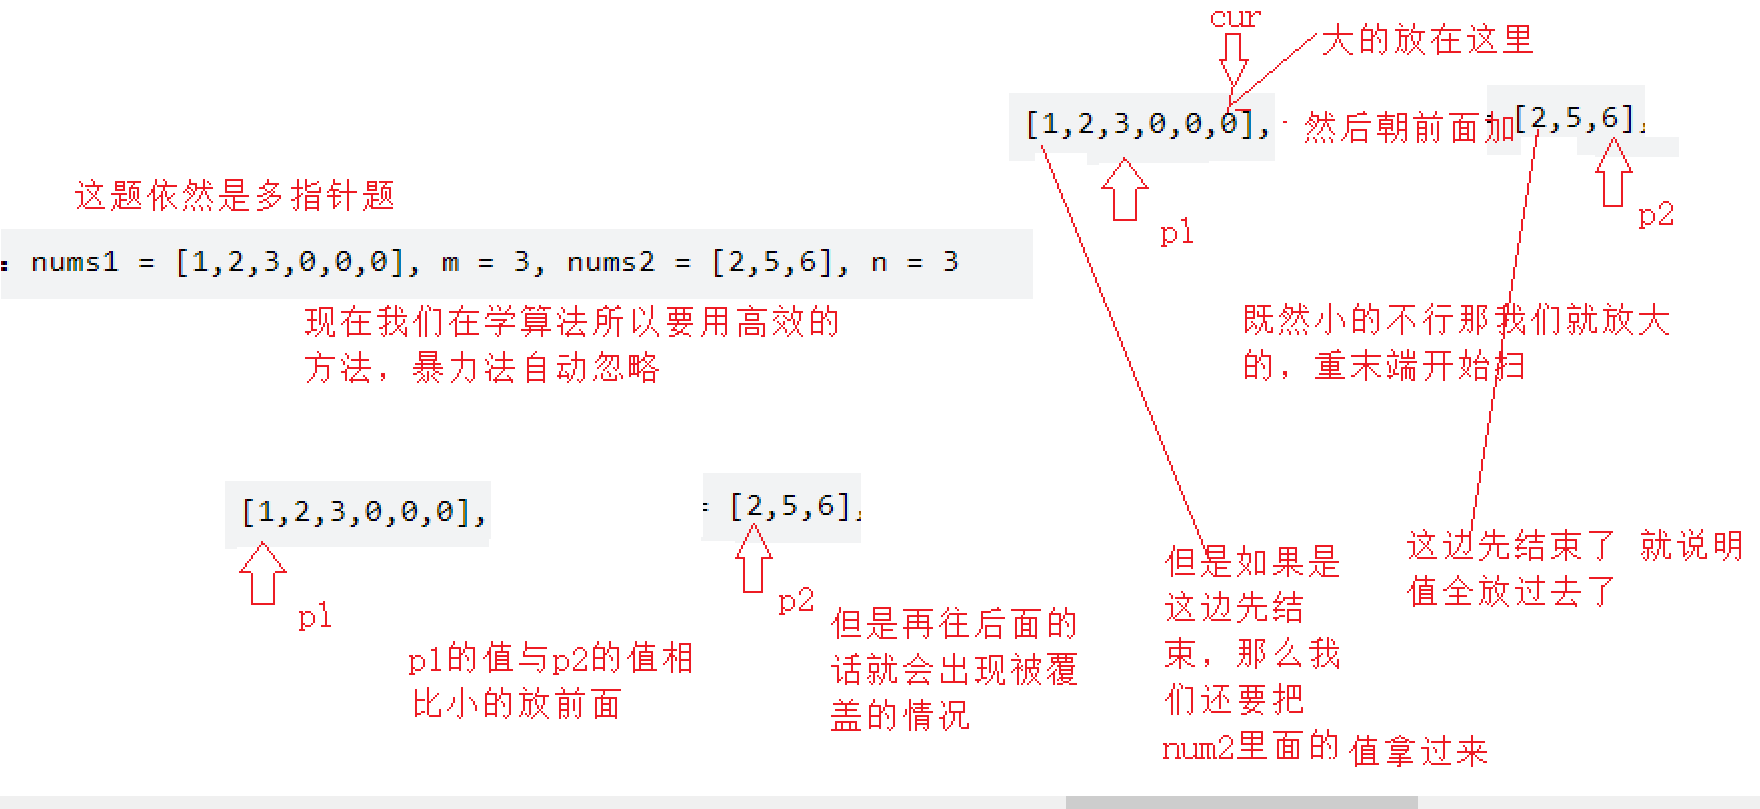 cur
大的放在这里
[1,2,3,0,0,0],
然后朝前面加
[2,5,6],
p1
p2
这题依然是多指针题
: nums1 = [1,2,3,0,0,0], m = 3, nums2 = [2,5,6], n = 3
现在我们在学算法所以要用高效的
方法，暴力法自动忽略
既然小的不行那我们就放大
的，重末端开始扫
[1,2,3,0,0,0],
= [2,5,6],
p1
p2
p1的值与p2的值相
比小的放前面
但是再往后面的
话就会出现被覆
盖的情况
但是如果是
这边先结
束，那么我
们还要把
num2里面的 值拿过来
这边先结束了 就说明
值全放过去了